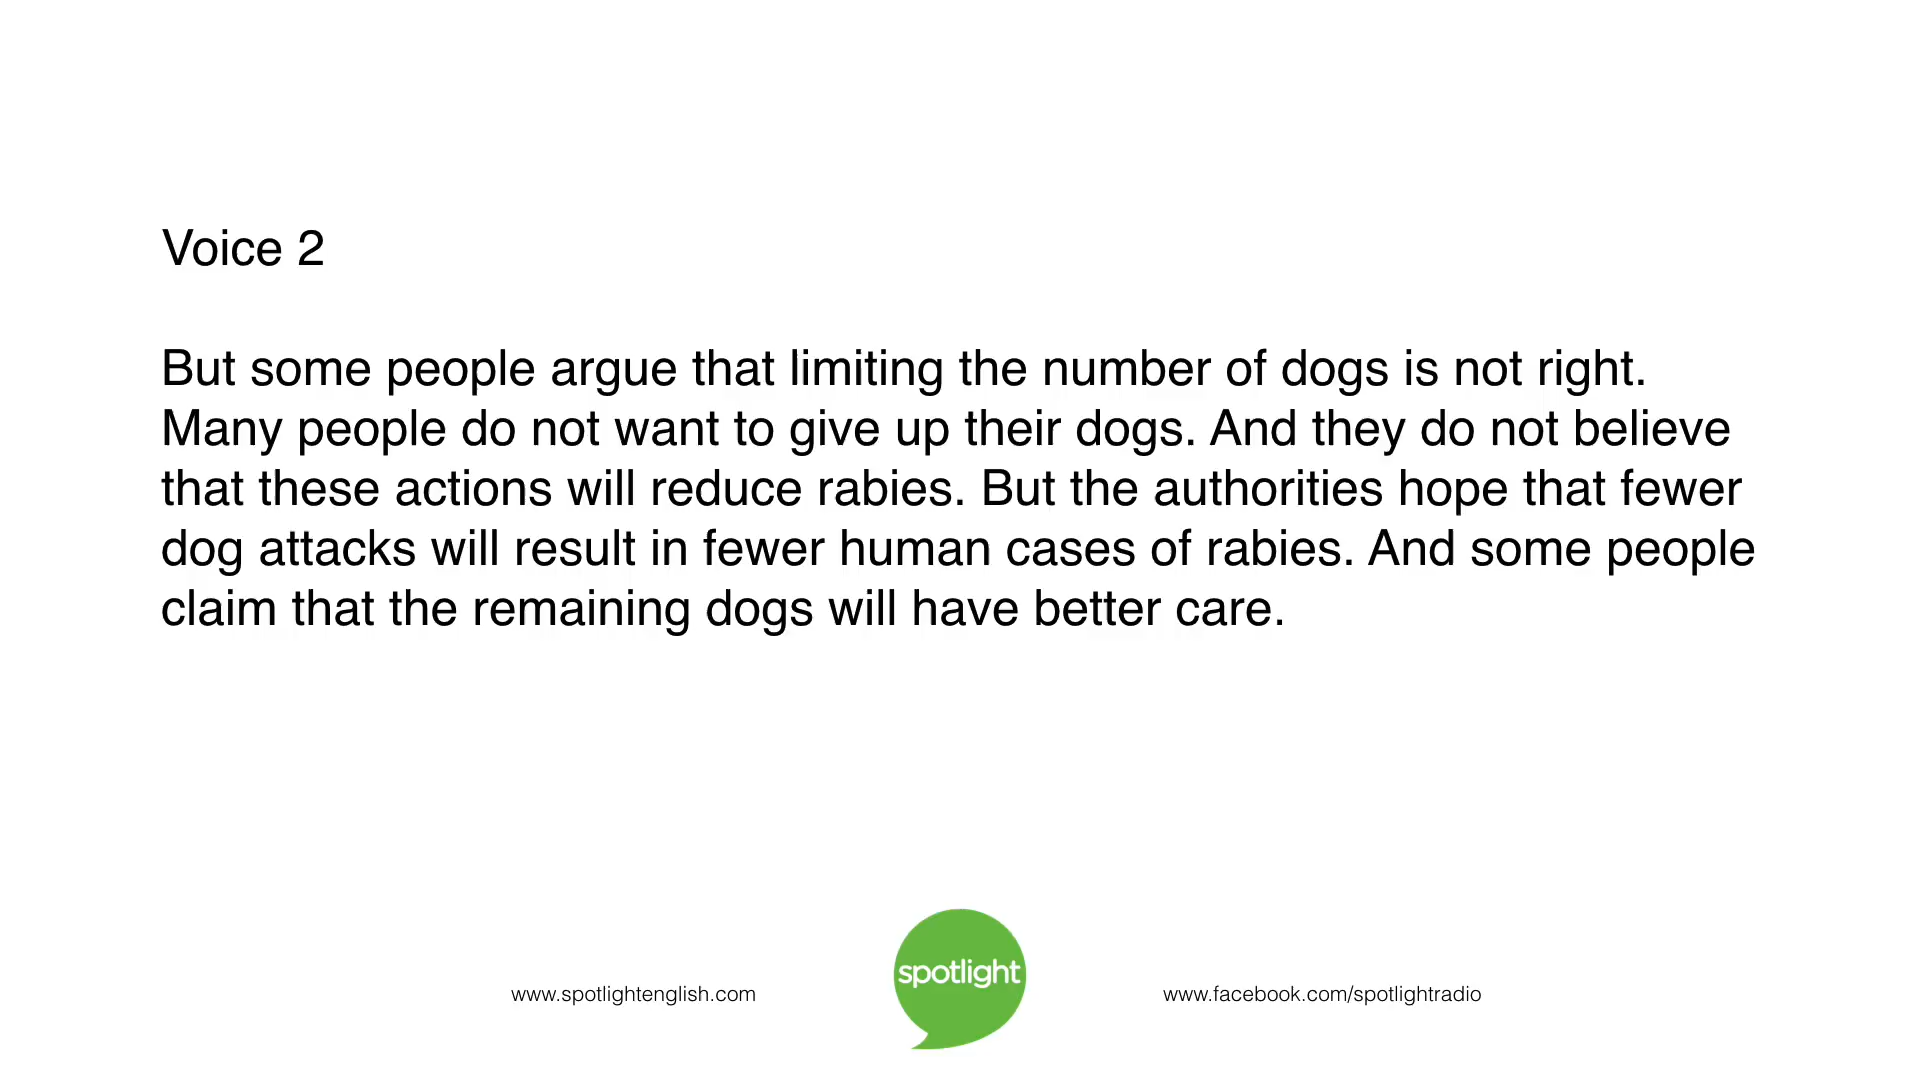 Voice 2
But some people argue that limiting the number of dogs is not right.
Many people do not want to give up their dogs. And they do not believe
that these actions will reduce rabies. But the authorities hope that fewer
dog attacks will result in fewer human cases of rabies. And some people
claim that the remaining dogs will have better care.
spotlight
www.spotlightenglish.com
www.facebook.com/spotlightradio